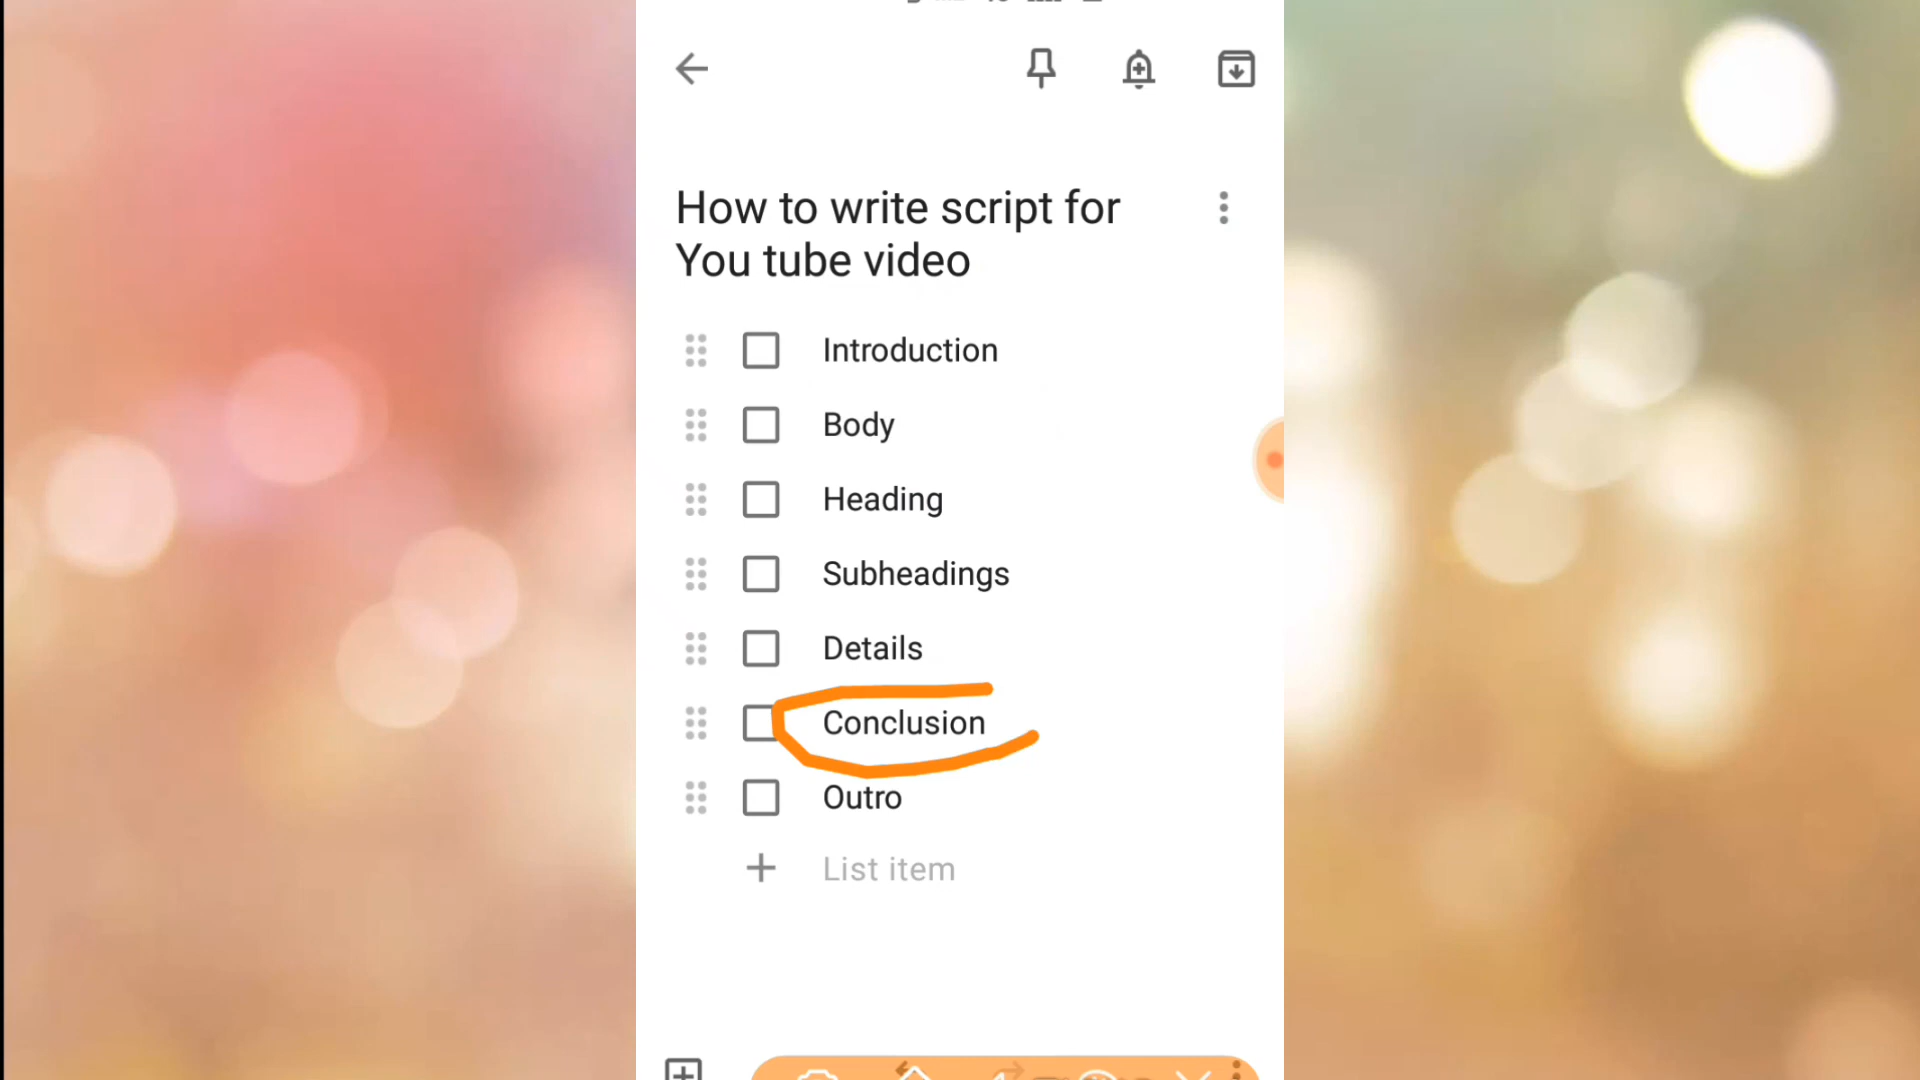 How to write script for
You tube video
Introduction
Body
Heading
Subheadings
Details
Conclusion
Outro
List item